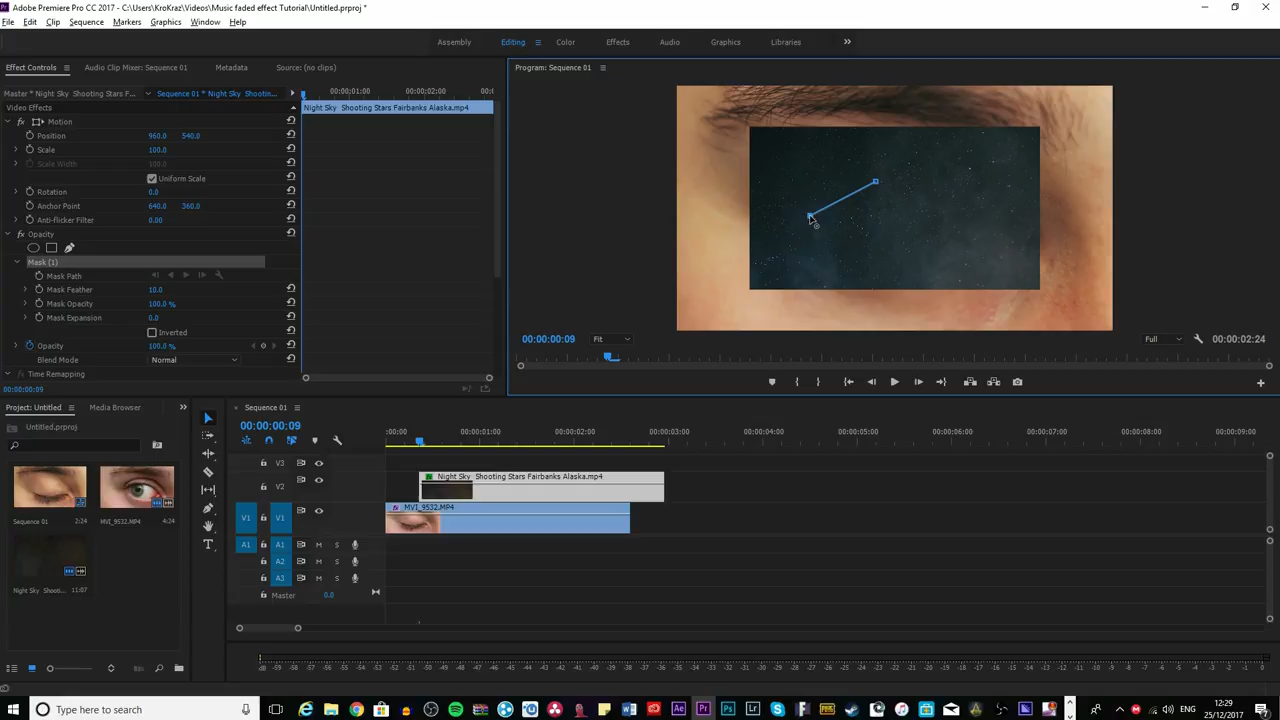 Adobe Premiere Pro CC 2017 - C:\Users\KroKraz\Videos\Music faded effect Tutorial\Untitled.prproj *
File Edit Clip Sequence Markers Graphics Window Help
Assembly Editing Color Effects Audio Graphics Libraries
Effect Controls Audio Clip Mixer: Sequence 01 Metadata Source: (no clips)
Program: Sequence 01
Master * Night Sky Shooting Stars F... Sequence 01 * Night Sky Shootin...
00:00:01:00 00:00:02:00
Video Effects
Night Sky Shooting Stars Fairbanks Alaska.mp4
Motion
Position 960.0 540.0
Scale 100.0
Scale Width 100.0
Uniform Scale
Rotation 0.0
Anchor Point 640.0 360.0
Anti-flicker Filter 0.00
Opacity
Mask (1)
Mask Path
Mask Feather 10.0
Mask Opacity 100.0 %
Mask Expansion 0.0
Inverted
Opacity 100.0 %
Blend Mode Normal
Time Remapping
00:00:00:09
00:00:00:09 Fit Full 00:00:02:24
Project: Untitled Media Browser
Untitled.prproj
Sequence 01 2:24
MVI_9532.MP4 4:24
Night Sky Shooti... 11:07
Sequence 01
00:00:00:09
:00:00 00:00:01:00 00:00:02:00 00:00:03:00 00:00:04:00 00:00:05:00 00:00:06:00 00:00:07:00 00:00:08:00 00:00:09:00
V3
V2 Night Sky Shooting Stars Fairbanks Alaska.mp4
V1 V1 MVI_9532.MP4
A1 A1 M S
A2 M S
A3 M S
Master 0.0
Type here to search
ENG
12:29
25/12/2017